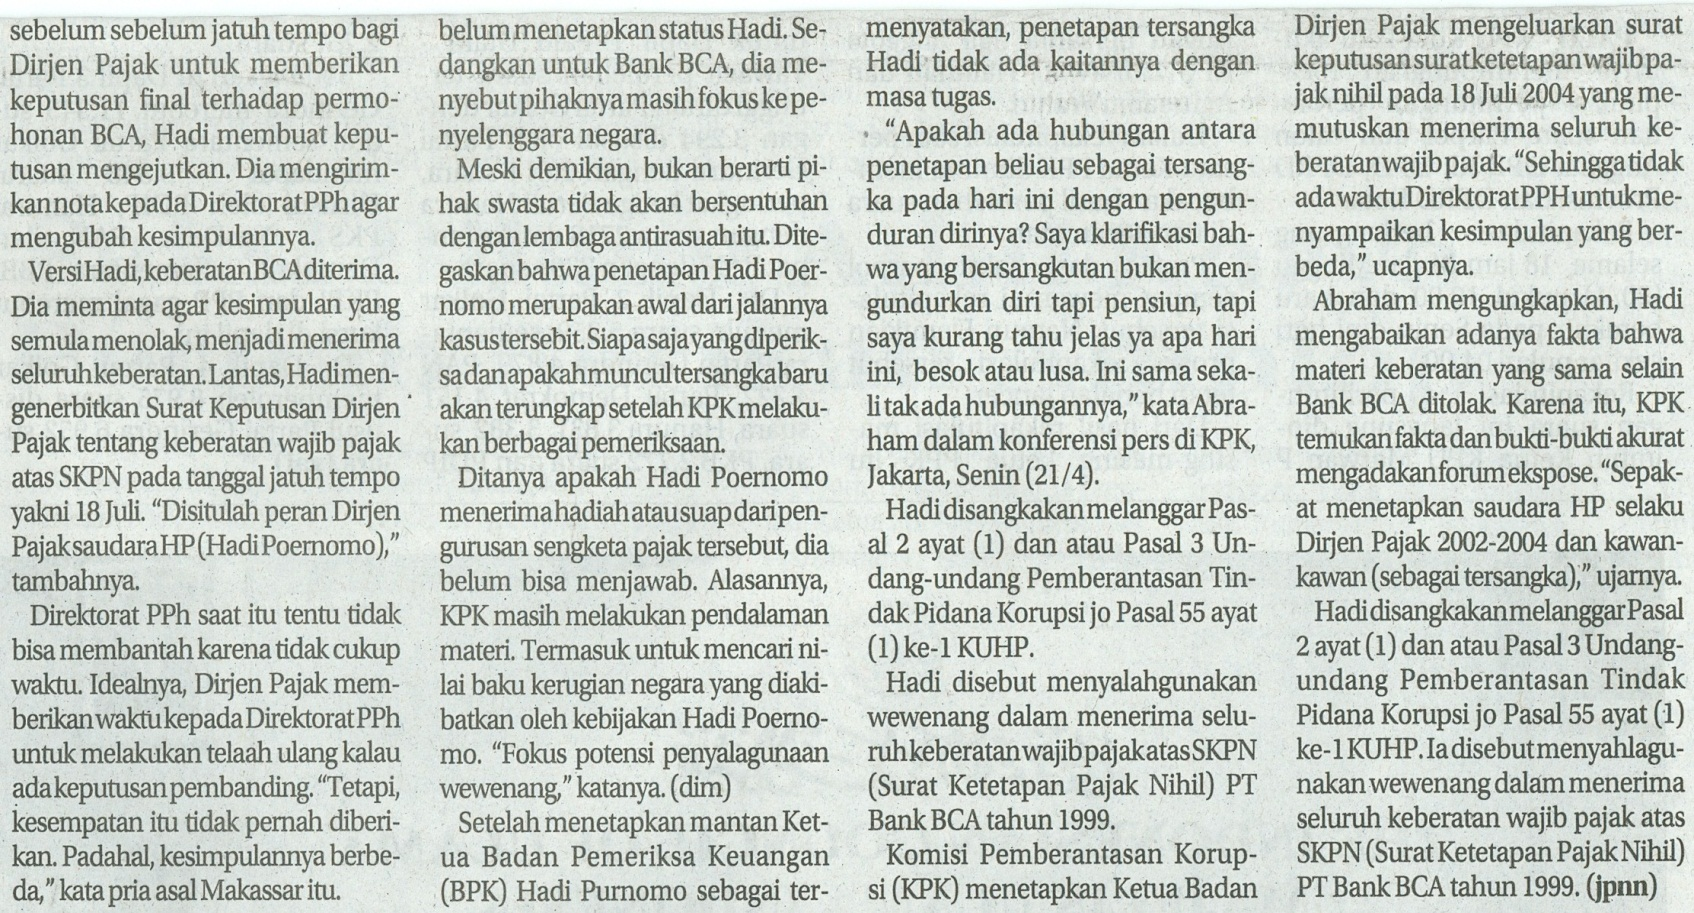 sebelum sebelum jatuh tempo bagi
Dirjen Pajak untuk memberikan
keputusan final terhadap permo-
honan BCA, Hadi membuat kepu-
tusan mengejutkan. Dia mengirim-
kan nota kepada Direktorat PPh agar
mengubah kesimpulannya.
Versi Hadi, keberatan BCA diterima.
Dia meminta agar kesimpulan yang
semula menolak, menjadi menerima
seluruh keberatan. Lantas, Hadi men-
generbitkan Surat Keputusan Dirjen
Pajak tentang keberatan wajib pajak
atas SKPN pada tanggal jatuh tempo
yakni 18 Juli. “Disitulah peran Dirjen
Pajak saudara HP (Hadi Poernomo),”
tambahnya.
Direktorat PPh saat itu tentu tidak
bisa membantah karena tidak cukup
waktu. Idealnya, Dirjen Pajak mem-
berikan waktu kepada Direktorat PPh
untuk melakukan telaah ulang kalau
ada keputusan pembanding. “Tetapi,
kesempatan itu tidak pernah diberi-
kan. Padahal, kesimpulannya berbe-
da,” kata pria asal Makassar itu.
belum menetapkan status Hadi. Se-
dangkan untuk Bank BCA, dia me-
nyebut pihaknya masih fokus ke pe-
nyelenggara negara.
Meski demikian, bukan berarti pi-
hak swasta tidak akan bersentuhan
dengan lembaga antirasuah itu. Dite-
gaskan bahwa penetapan Hadi Poer-
nomo merupakan awal dari jalannya
kasus tersebit. Siapa saja yang diperik-
sa dan apakah muncul tersangka baru
akan terungkap setelah KPK melaku-
kan berbagai pemeriksaan.
Ditanya apakah Hadi Poernomo
menerima hadiah atau suap dari pen-
gurusan sengketa pajak tersebut, dia
belum bisa menjawab. Alasannya,
KPK masih melakukan pendalaman
materi. Termasuk untuk mencari ni-
lai baku kerugian negara yang diaki-
batkan oleh kebijakan Hadi Poerno-
mo. “Fokus potensi penyalagunaan
wewenang,” katanya. (dim)
Setelah menetapkan mantan Ket-
ua Badan Pemeriksa Keuangan
(BPK) Hadi Purnomo sebagai ter-
menyatakan, penetapan tersangka
Hadi tidak ada kaitannya dengan
masa tugas.
“Apakah ada hubungan antara
penetapan beliau sebagai tersang-
ka pada hari ini dengan pengun-
duran dirinya? Saya klarifikasi bah-
wa yang bersangkutan bukan men-
gundurkan diri tapi pensiun, tapi
saya kurang tahu jelas ya apa hari
ini, besok atau lusa. Ini sama seka-
li tak ada hubungannya,” kata Abra-
ham dalam konferensi pers di KPK,
Jakarta, Senin (21/4).
Hadi disangkakan melanggar Pas-
al 2 ayat (1) dan atau Pasal 3 Un-
dang-undang Pemberantasan Tin-
dak Pidana Korupsi jo Pasal 55 ayat
(1) ke-1 KUHP.
Hadi disebut menyalahgunakan
wewenang dalam menerima selu-
ruh keberatan wajib pajak atas SKPN
(Surat Ketetapan Pajak Nihil) PT
Bank BCA tahun 1999.
Komisi Pemberantasan Korup-
si (KPK) menetapkan Ketua Badan
Dirjen Pajak mengeluarkan surat
keputusan surat ketetapan wajib pa-
jak nihil pada 18 Juli 2004 yang me-
mutuskan menerima seluruh ke-
beratan wajib pajak. “Sehingga tidak
ada waktu Direktorat PPH untuk me-
nyampaikan kesimpulan yang ber-
beda,” ucapnya.
Abraham mengungkapkan, Hadi
mengabaikan adanya fakta bahwa
materi keberatan yang sama selain
Bank BCA ditolak. Karena itu, KPK
temukan fakta dan bukti-bukti akurat
mengadakan forum ekspose. “Sepak-
at menetapkan saudara HP selaku
Dirjen Pajak 2002-2004 dan kawan-
kawan (sebagai tersangka),” ujarnya.
Hadi disangkakan melanggar Pasal
2 ayat (1) dan atau Pasal 3 Undang-
undang Pemberantasan Tindak
Pidana Korupsi jo Pasal 55 ayat (1)
ke-1 KUHP. Ia disebut menyahlagu-
nakan wewenang dalam menerima
seluruh keberatan wajib pajak atas
SKPN (Surat Ketetapan Pajak Nihil)
PT Bank BCA tahun 1999. (jpnn)